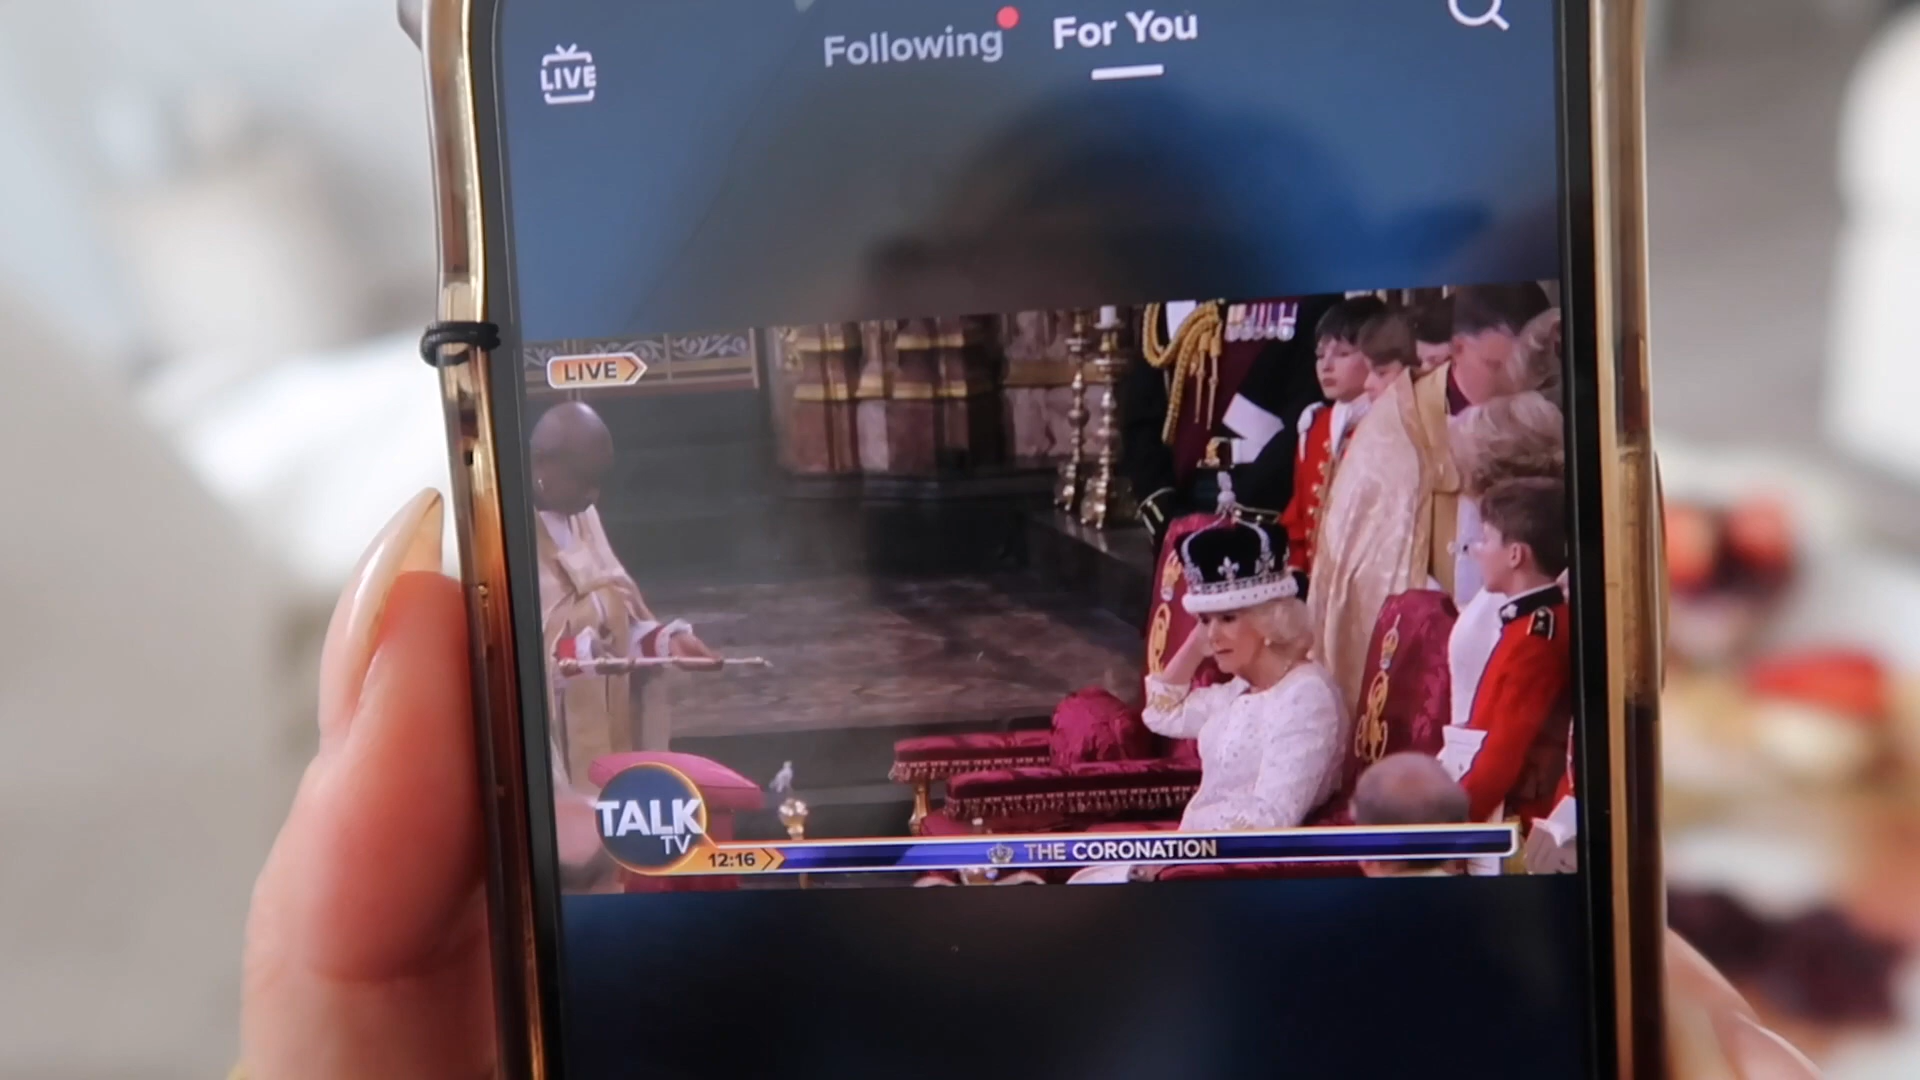 LIVE
Following
For You
LIVE
TALK
TV
12:16
THE CORONATION